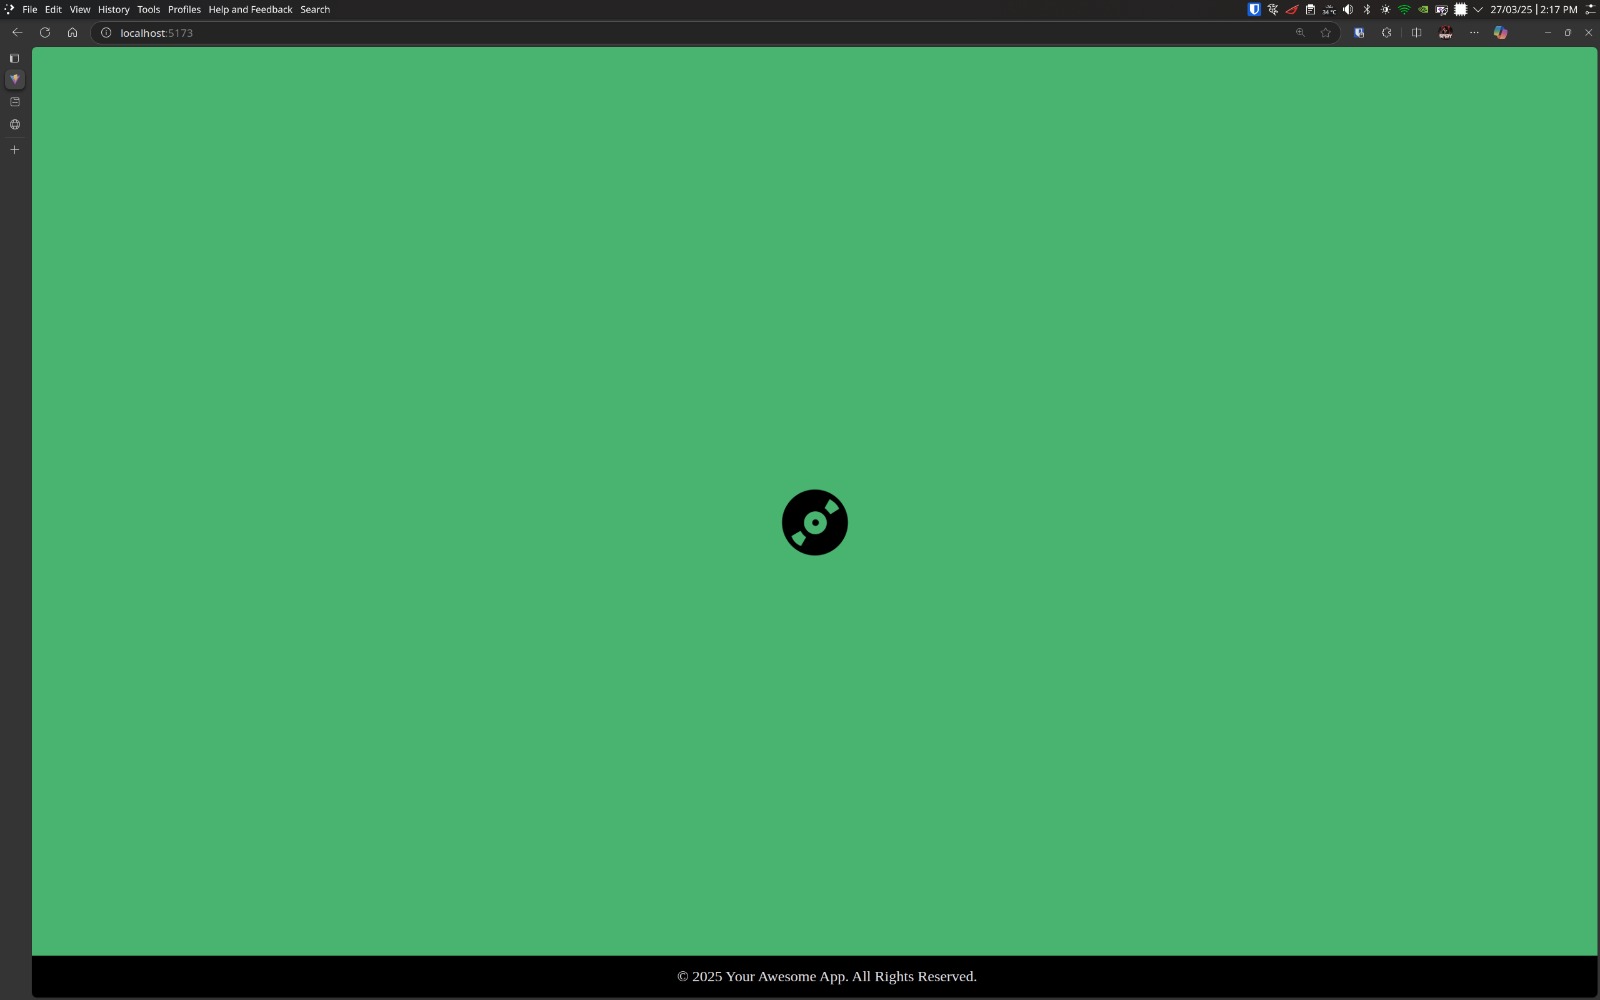 File Edit View History Tools Profiles Help and Feedback Search
34 °C
27/03/25 | 2:17 PM
localhost:5173
© 2025 Your Awesome App. All Rights Reserved.